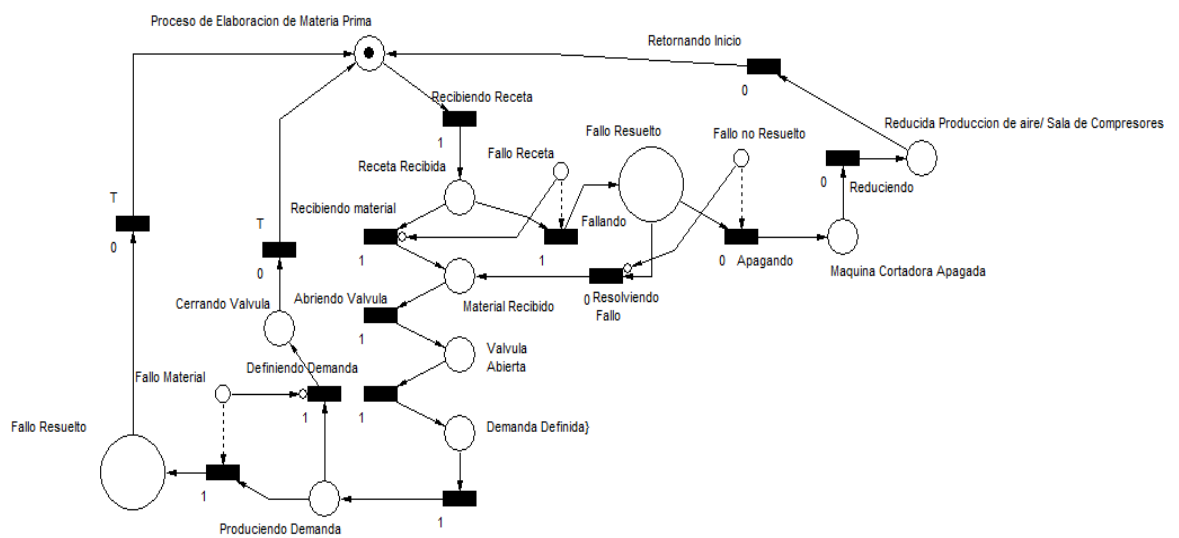 Proceso de Elaboracion de Materia Prima
Retornando Inicio
0
Recibiendo Receta
1
Reducida Produccion de aire/ Sala de Compresores
Fallo Resuelto
Fallo no Resuelto
Fallo Receta
Receta Recibida
0
Reduciendo
T
0
Recibiendo material
1
Fallando
1
0 Apagando
Maquina Cortadora Apagada
T
0
Cerrando Valvula
Abriendo Valvula
1
Material Recibido
0 Resolviendo
Fallo
Valvula
Abierta
Definiendo Demanda
1
1
Fallo Material
Fallo Resuelto
Demanda Definida}
1
Produciendo Demanda
1